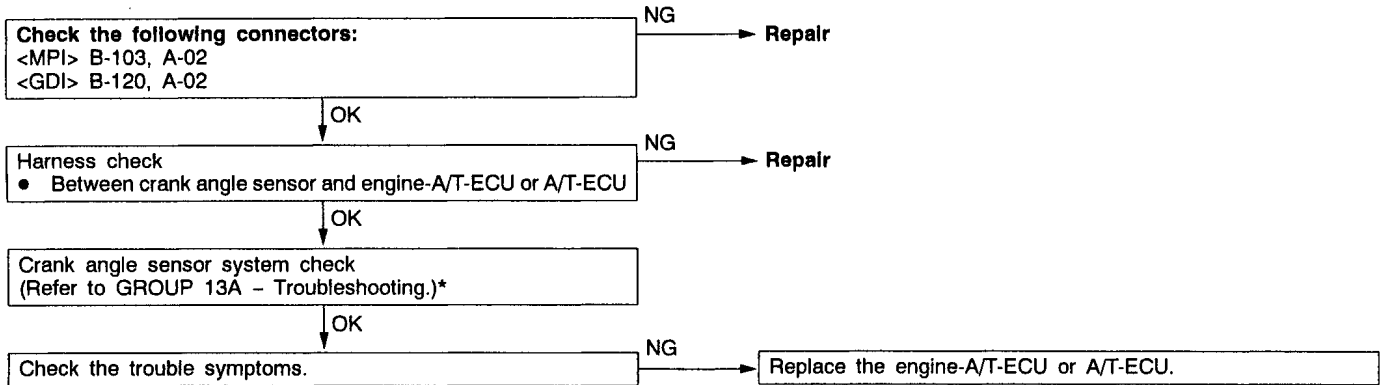 NG
Check the following connectors:
<MPI> B-103, A-02
<GDI> B-120, A-02
Repair
OK
NG
Harness check
● Between crank angle sensor and engine-A/T-ECU or A/T-ECU
Repair
OK
Crank angle sensor system check
(Refer to GROUP 13A – Troubleshooting.)*
OK
NG
Check the trouble symptoms.
Replace the engine-A/T-ECU or A/T-ECU.